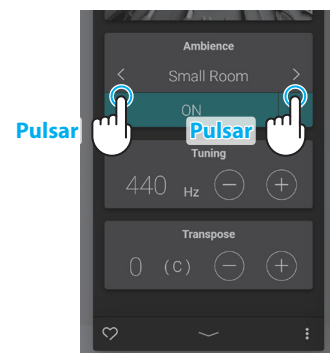 Ambience
< Small Room >
ON
Pulsar
Pulsar
Tuning
440 Hz − +
Transpose
0 (C) − +